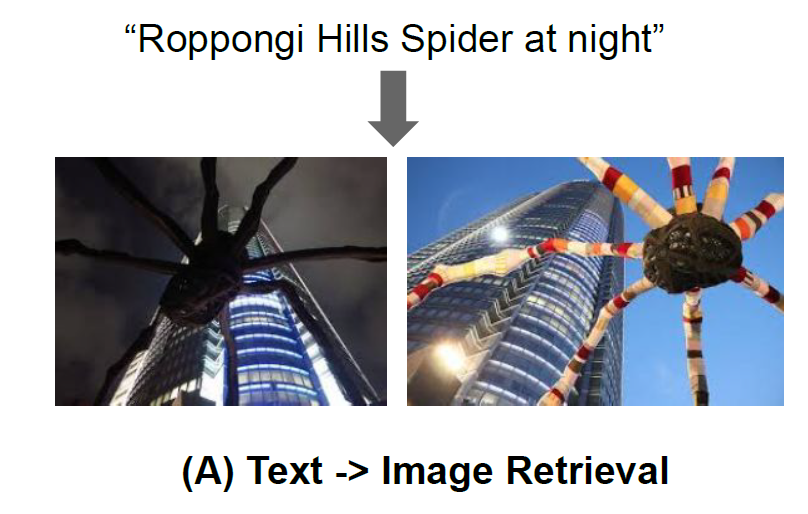 “Roppongi Hills Spider at night”
(A) Text -> Image Retrieval